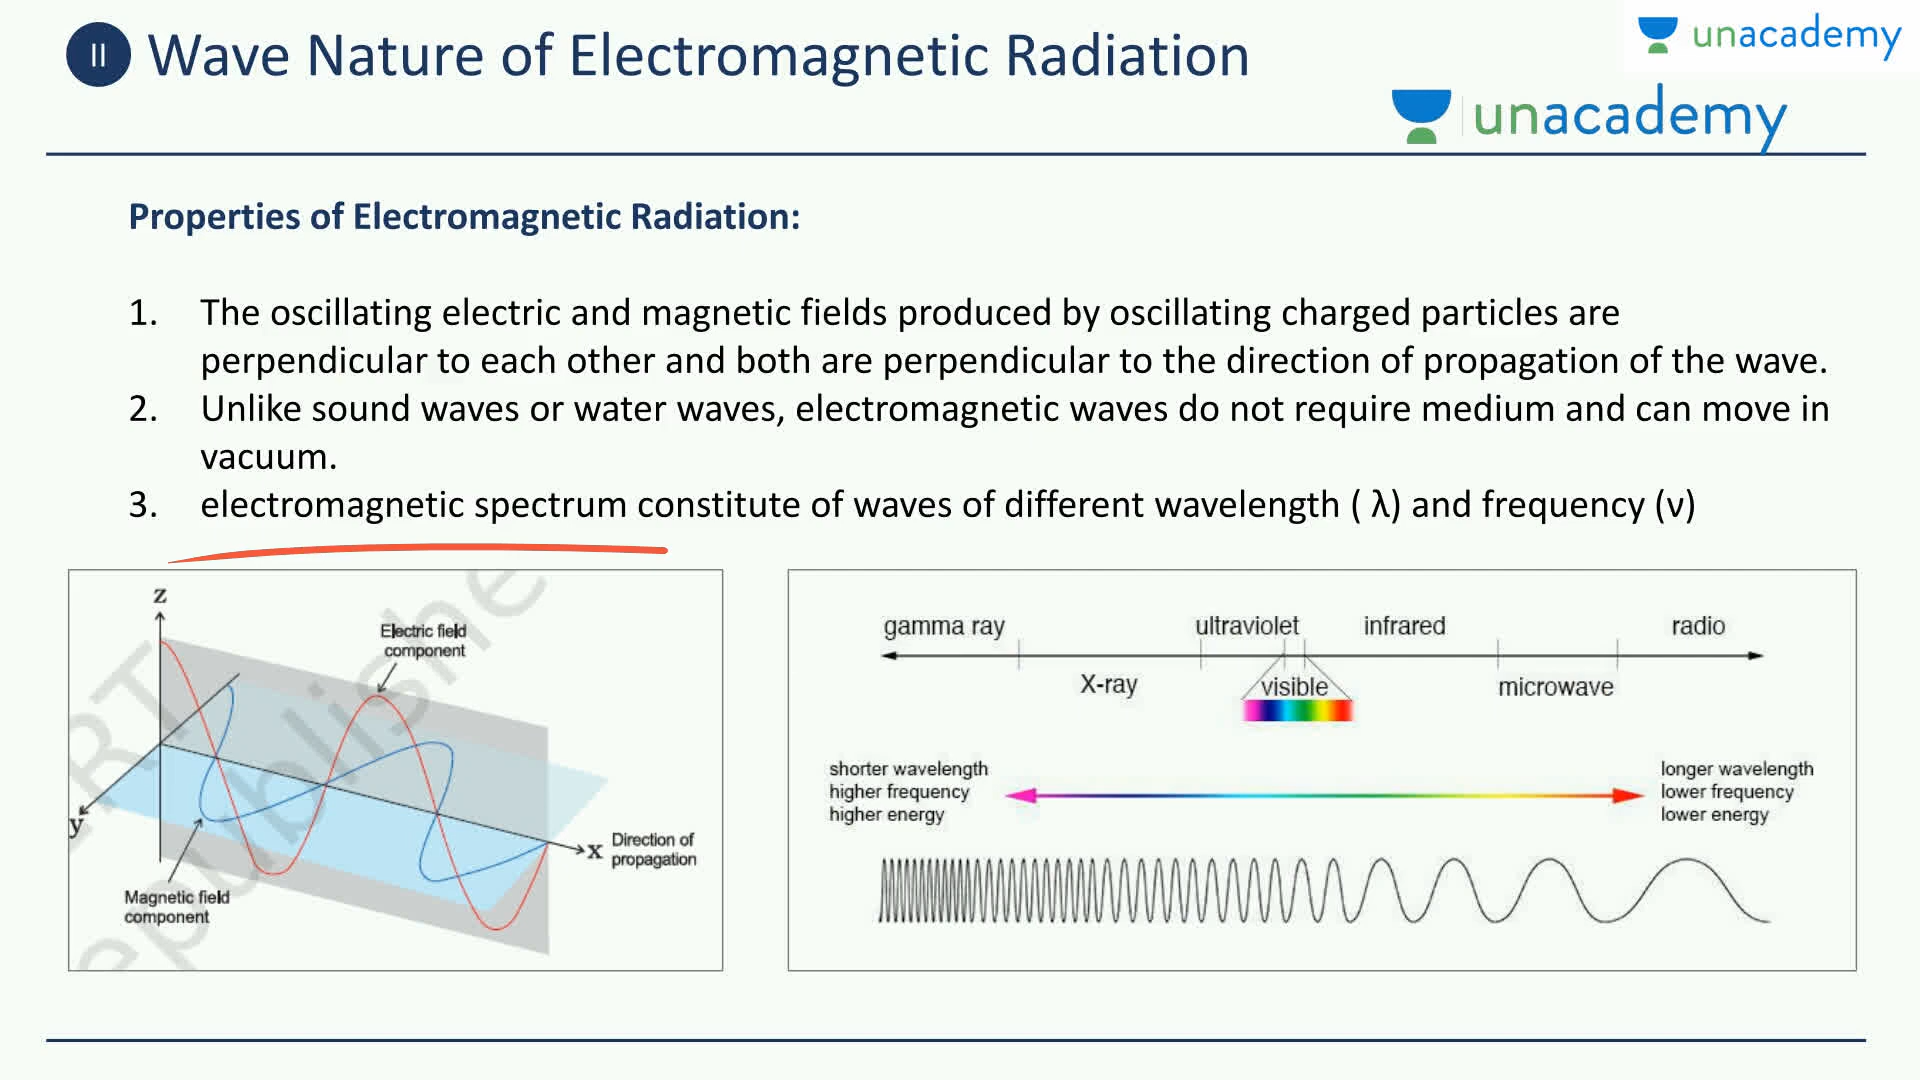 II Wave Nature of Electromagnetic Radiation
unacademy
unacademy
Properties of Electromagnetic Radiation:
1. The oscillating electric and magnetic fields produced by oscillating charged particles are
perpendicular to each other and both are perpendicular to the direction of propagation of the wave.
2. Unlike sound waves or water waves, electromagnetic waves do not require medium and can move in
vacuum.
3. electromagnetic spectrum constitute of waves of different wavelength ( λ) and frequency (ν)
z
Electric field
component
y
x
Direction of
propagation
Magnetic field
component
gamma ray
ultraviolet
infrared
radio
X-ray
visible
microwave
shorter wavelength
higher frequency
higher energy
longer wavelength
lower frequency
lower energy